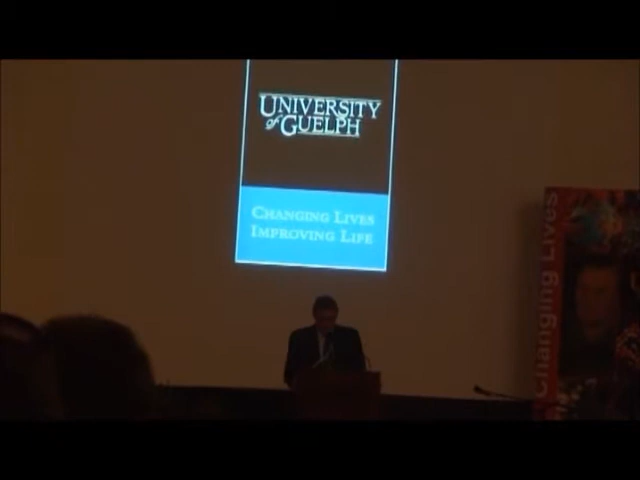 UNIVERSITY
of GUELPH
CHANGING LIVES
IMPROVING LIFE
Changing Lives